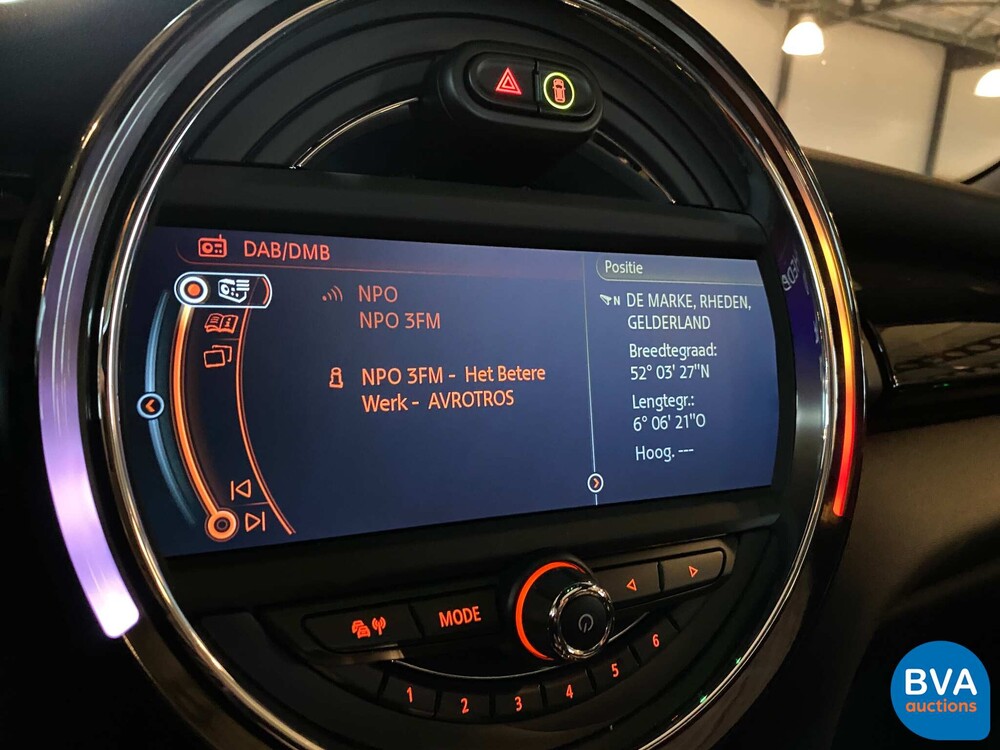 DAB/DMB
NPO
NPO 3FM
NPO 3FM - Het Betere
Werk - AVROTROS
Positie
N DE MARKE, RHEDEN,
GELDERLAND
Breedtegraad:
52° 03' 27"N
Lengtegr.:
6° 06' 21"O
Hoog. ---
MODE
1 2 3 4 5 6
BVA
auctions